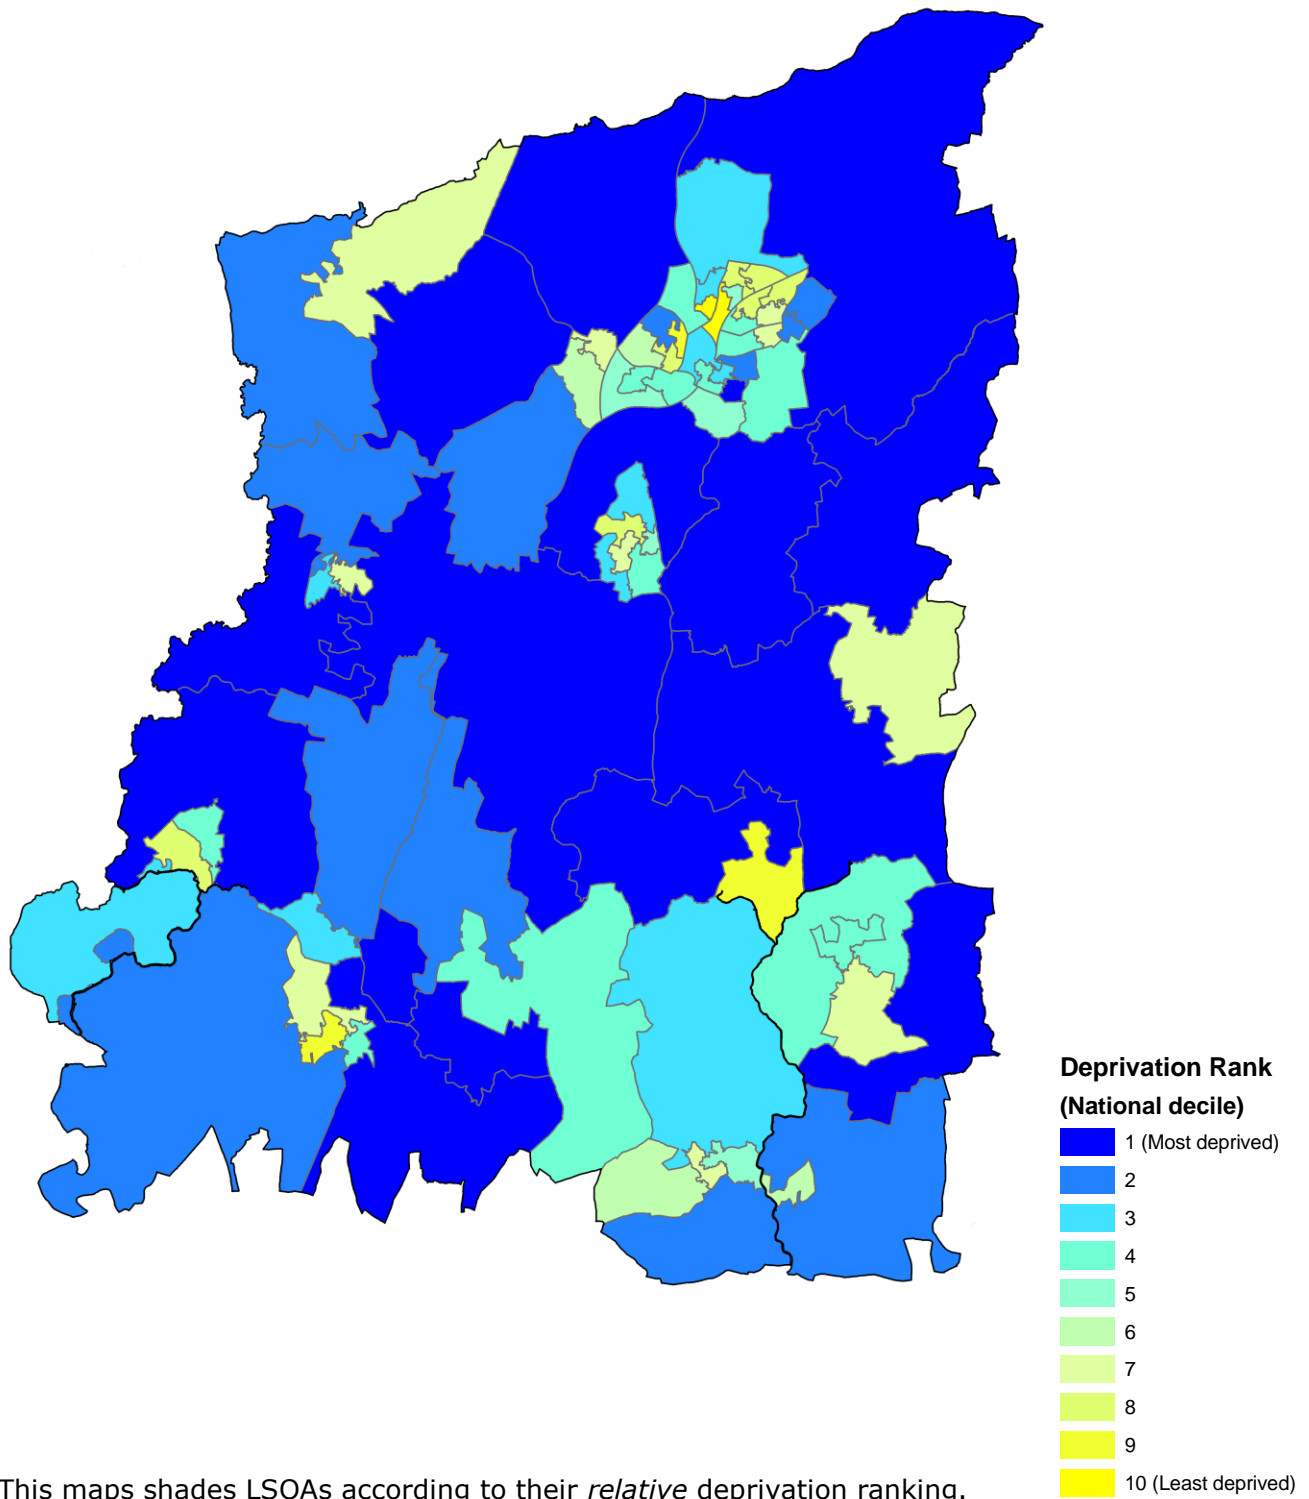 Deprivation Rank
(National decile)
1 (Most deprived)
2
3
4
5
6
7
8
9
10 (Least deprived)
This maps shades LSOAs according to their relative deprivation ranking.